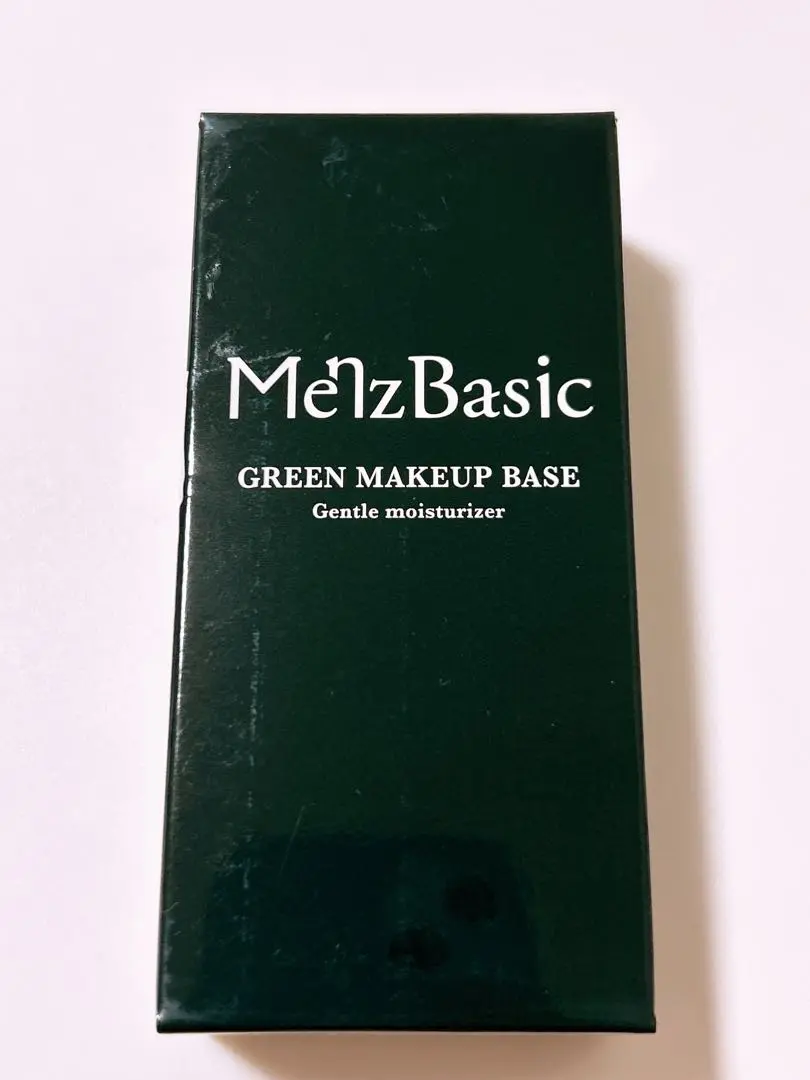 MenzBasic
GREEN MAKEUP BASE
Gentle moisturizer